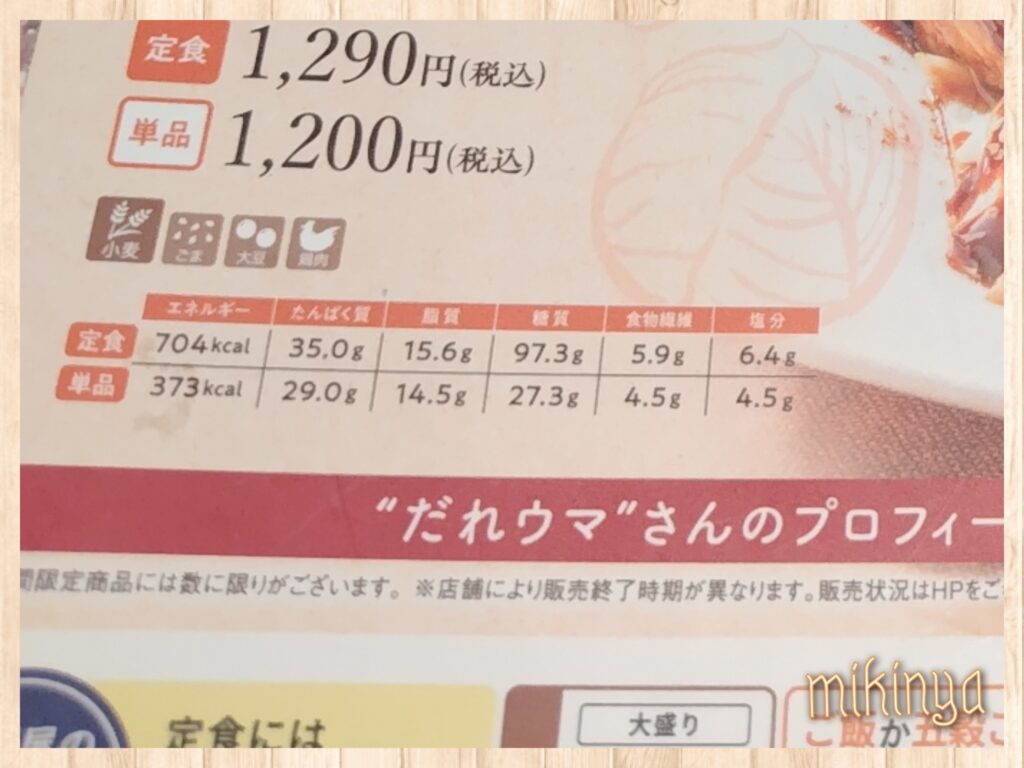 定食 1,290円(税込)
単品 1,200円(税込)
小麦 ごま 大豆 鶏肉
エネルギー たんぱく質 脂質 糖質 食物繊維 塩分
定食 704kcal 35.0g 15.6g 97.3g 5.9g 6.4g
単品 373kcal 29.0g 14.5g 27.3g 4.5g 4.5g
“だれウマ”さんのプロフィー
間限定商品には数に限りがございます。 ※店舗により販売終了時期が異なります。販売状況はHPをご
屋の
定食には
大盛り
ご飯か五穀ご
mikinya